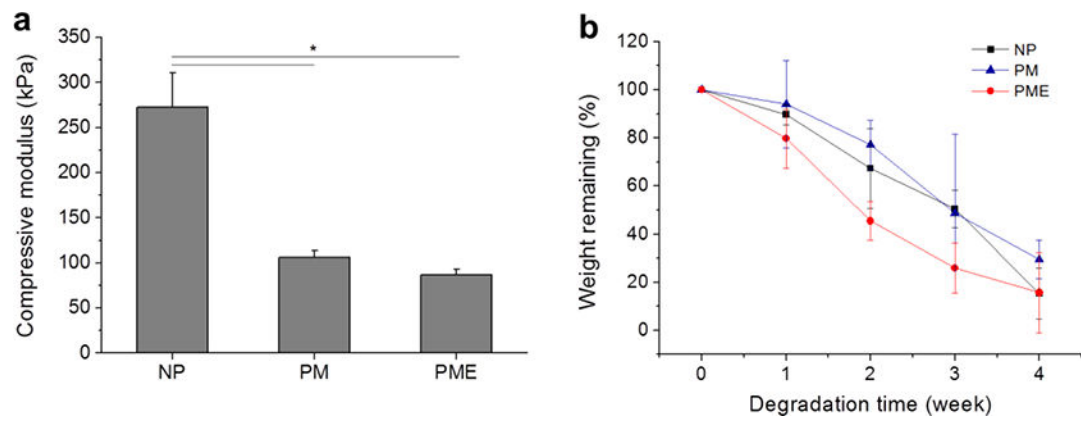 a
Compressive modulus (kPa)
350
300
250
200
150
100
50
0
*
NP PM PME
b
Weight remaining (%)
120
100
80
60
40
20
0
NP
PM
PME
0 1 2 3 4
Degradation time (week)